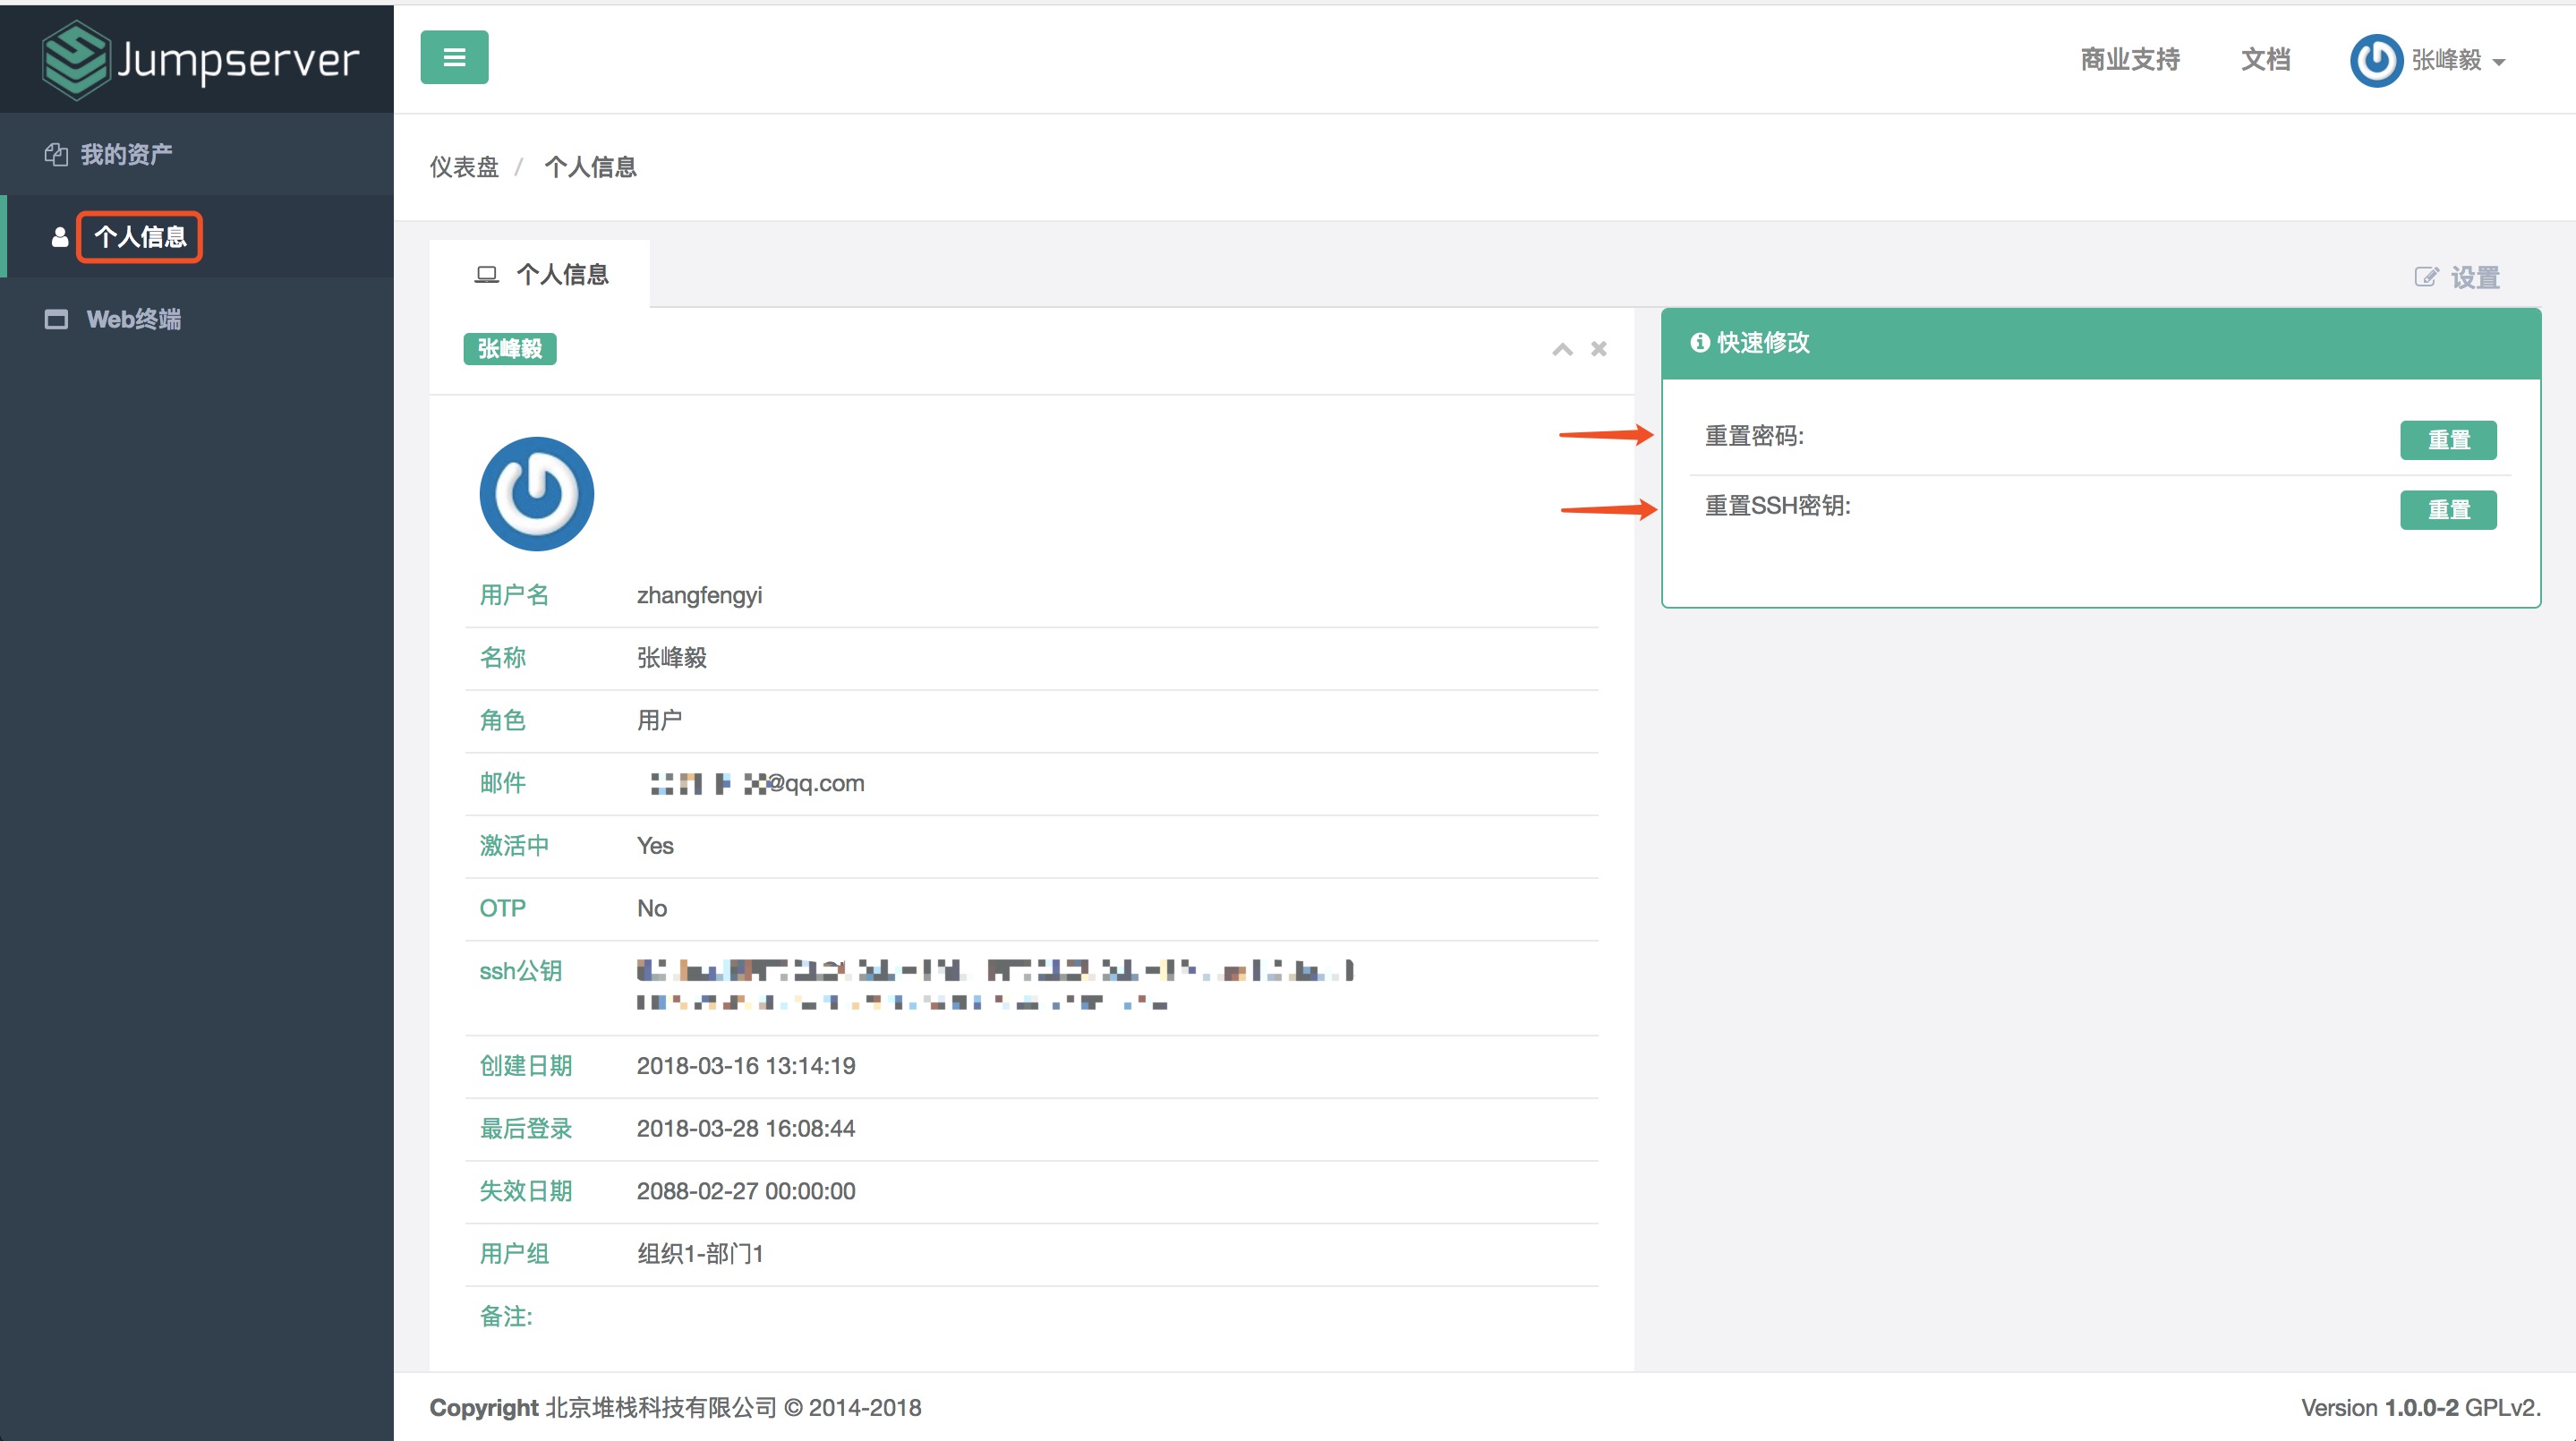 Jumpserver
商业支持 文档 张峰毅
我的资产
个人信息
Web终端
仪表盘 / 个人信息
个人信息
设置
张峰毅
用户名 zhangfengyi
名称 张峰毅
角色 用户
邮件 @qq.com
激活中 Yes
OTP No
ssh公钥
创建日期 2018-03-16 13:14:19
最后登录 2018-03-28 16:08:44
失效日期 2088-02-27 00:00:00
用户组 组织1-部门1
备注:
快速修改
重置密码: 重置
重置SSH密钥: 重置
Copyright 北京堆栈科技有限公司 © 2014-2018
Version 1.0.0-2 GPLv2.